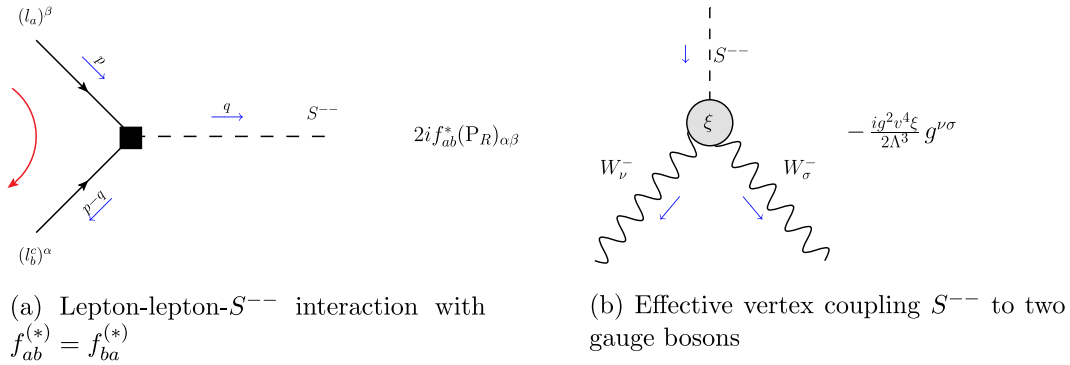 (l_a)^β
p
q
S^{--}
2if^*_{ab}(P_R)_{αβ}
p−q
(l^c_b)^α
(a) Lepton-lepton-S^{--} interaction with
f^{(*)}_{ab} = f^{(*)}_{ba}
S^{--}
ξ
− \frac{ig^2v^4ξ}{2Λ^3} g^{νσ}
W^-_ν
W^-_σ
(b) Effective vertex coupling S^{--} to two
gauge bosons